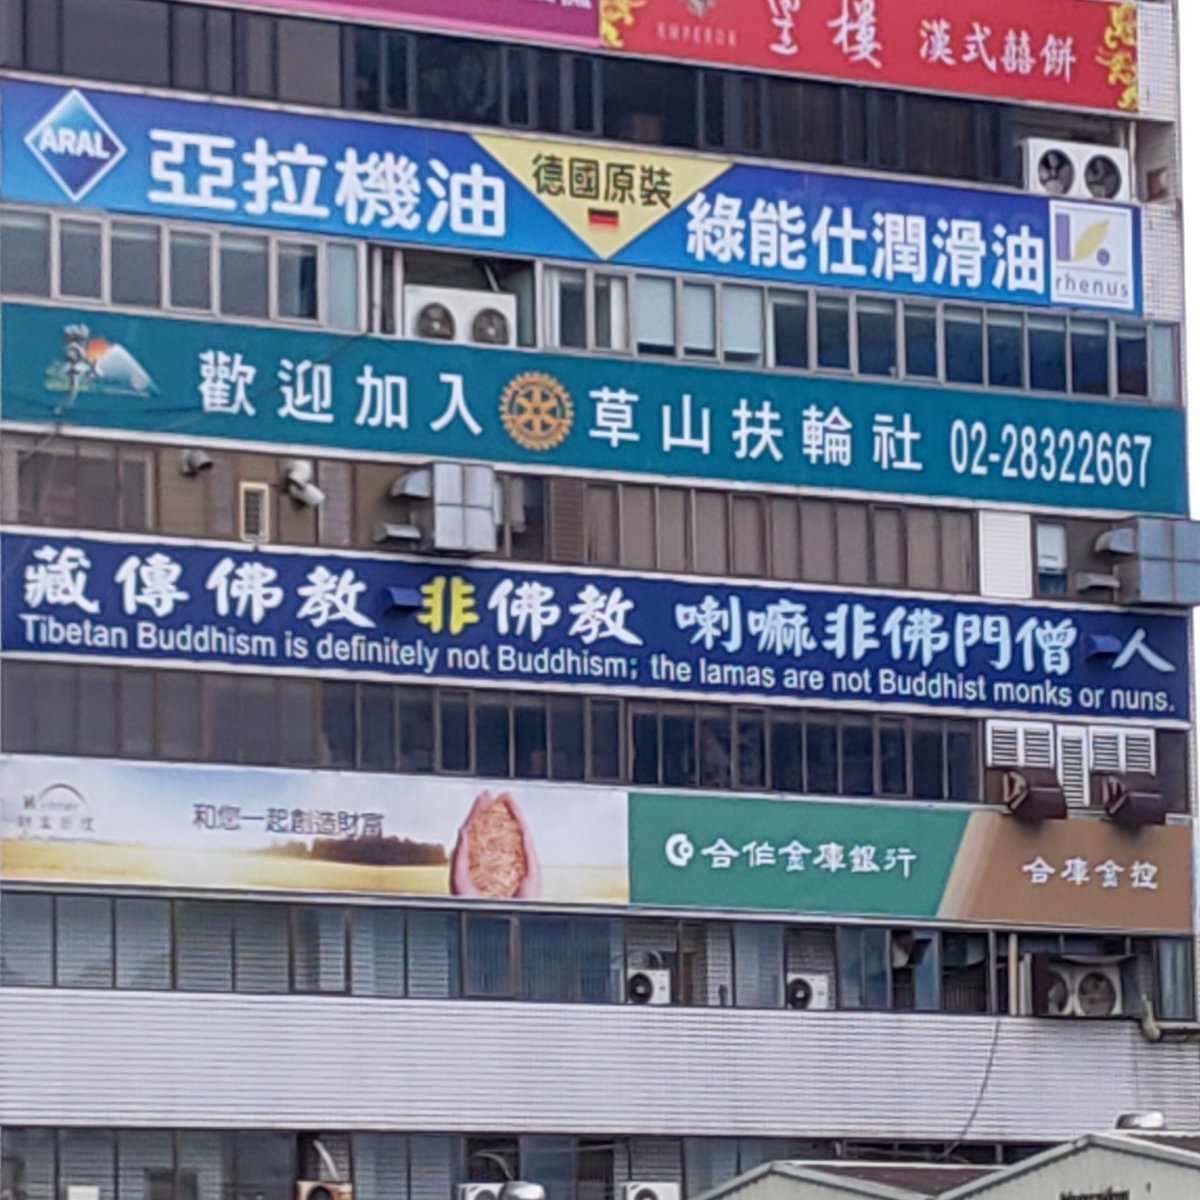 EMPEROR
漢式囍餅
ARAL
亞拉機油
德國原裝
綠能仕潤滑油
rhenus
歡迎加入
草山扶輪社 02-28322667
藏傳佛教 非佛教 喇嘛非佛門僧人
Tibetan Buddhism is definitely not Buddhism; the lamas are not Buddhist monks or nuns.
和您一起創造財富
合作金庫銀行
合庫金控